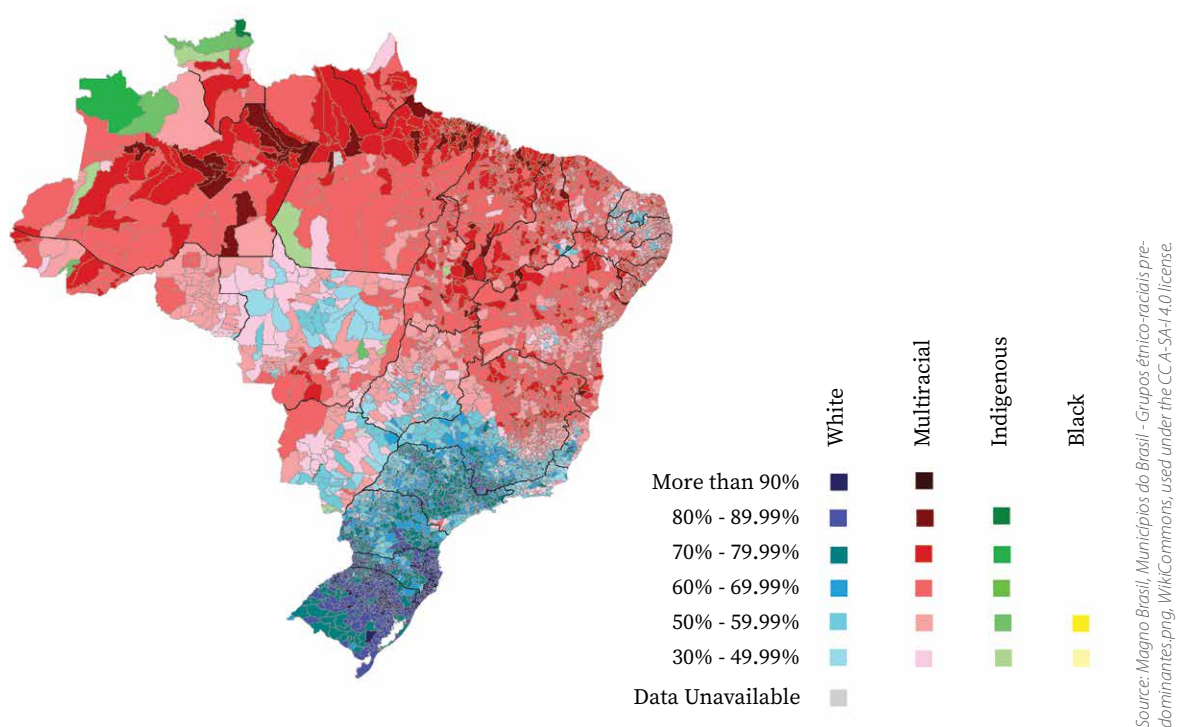 White
Multiracial
Indigenous
Black
More than 90%
80% - 89.99%
70% - 79.99%
60% - 69.99%
50% - 59.99%
30% - 49.99%
Data Unavailable
Source: Magno Brasil, Municípios do Brasil - Grupos étnico-raciais pre-
dominantes.png, WikiCommons, used under the CC A-SA-I 4.0 license.